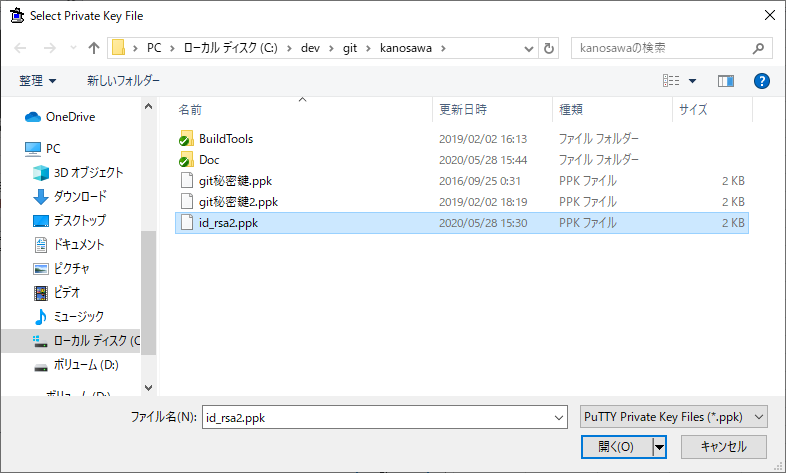 Select Private Key File
PC › ローカル ディスク (C:) › dev › git › kanosawa ›
kanosawaの検索
整理
新しいフォルダー
OneDrive
PC
3D オブジェクト
ダウンロード
デスクトップ
ドキュメント
ピクチャ
ビデオ
ミュージック
ローカル ディスク (C
ボリューム (D:)
ボリューム (D:)
名前 更新日時 種類 サイズ
BuildTools 2019/02/02 16:13 ファイル フォルダー
Doc 2020/05/28 15:44 ファイル フォルダー
git秘密鍵.ppk 2016/09/25 0:31 PPK ファイル 2 KB
git秘密鍵2.ppk 2019/02/02 18:19 PPK ファイル 2 KB
id_rsa2.ppk 2020/05/28 15:30 PPK ファイル 2 KB
ファイル名(N): id_rsa2.ppk PuTTY Private Key Files (*.ppk)
開く(O) キャンセル